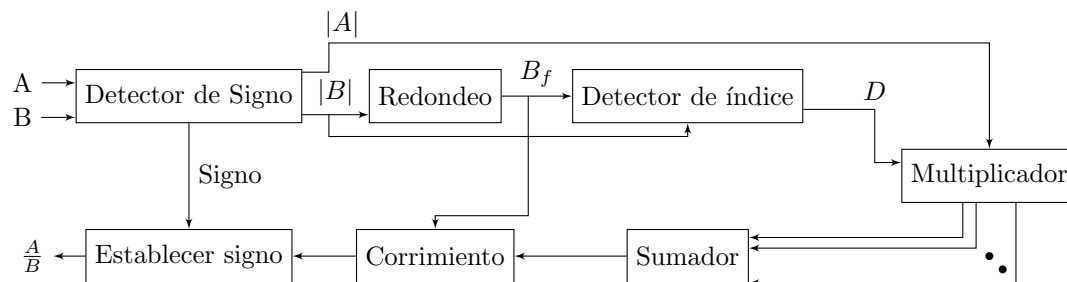 |A|
A
B
Detector de Signo
|B|
Redondeo
B_f
Detector de índice
D
Multiplicador
Signo
A/B
Establecer signo
Corrimiento
Sumador